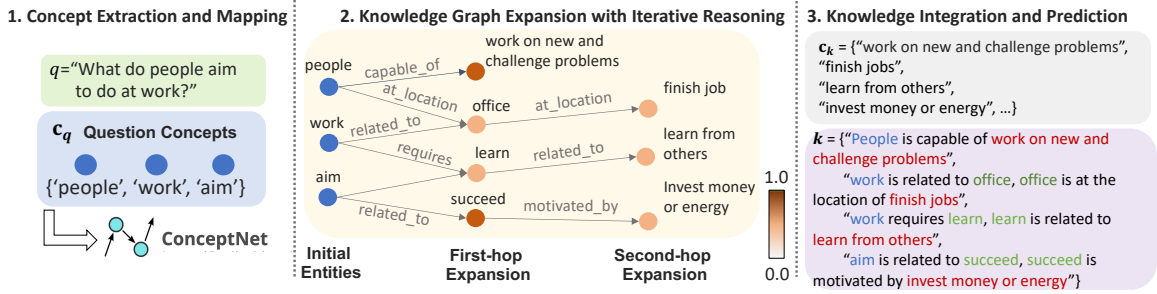 1. Concept Extraction and Mapping
q="What do people aim
to do at work?"
c_q Question Concepts
{'people', 'work', 'aim'}
ConceptNet
2. Knowledge Graph Expansion with Iterative Reasoning
people
work
aim
capable_of
at_location
related_to
requires
related_to
work on new and
challenge problems
office
learn
succeed
at_location
related_to
motivated_by
finish job
learn from
others
Invest money
or energy
Initial
Entities
First-hop
Expansion
Second-hop
Expansion
1.0
0.0
3. Knowledge Integration and Prediction
c_k = {"work on new and challenge problems",
"finish jobs",
"learn from others",
"invest money or energy", …}
k = {"People is capable of work on new and
challenge problems",
"work is related to office, office is at the
location of finish jobs",
"work requires learn, learn is related to
learn from others",
"aim is related to succeed, succeed is
motivated by invest money or energy"}